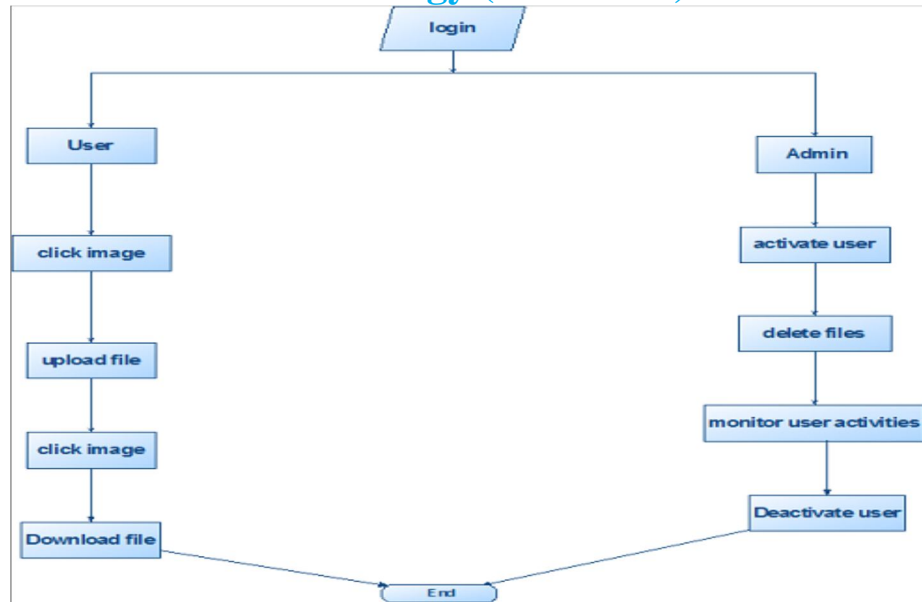 login
User
Admin
click image
activate user
upload file
delete files
click image
monitor user activities
Download file
Deactivate user
End